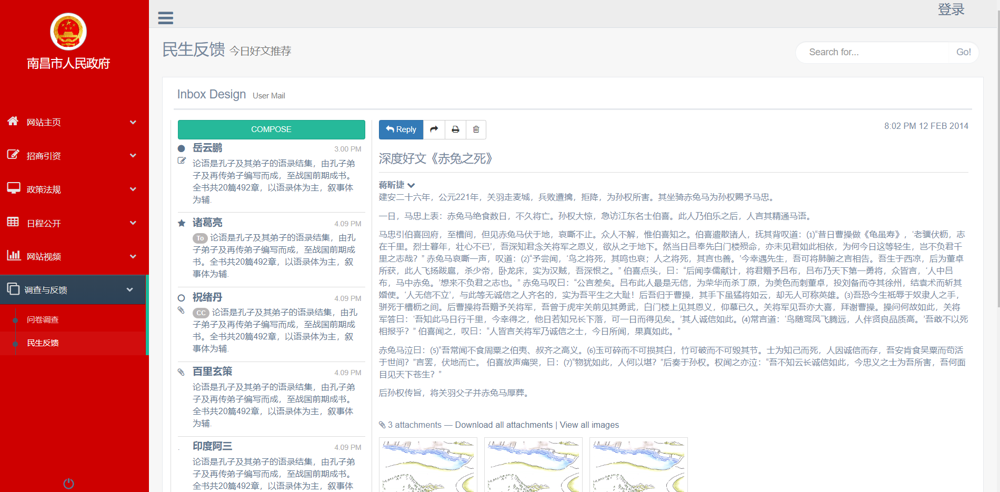 南昌市人民政府
网站主页
招商引资
政策法规
日程公开
网站视频
调查与反馈
问卷调查
民生反馈
登录
民生反馈 今日好文推荐
Search for...
Go!
Inbox Design User Mail
COMPOSE
岳云鹏 3.00 PM
论语是孔子及其弟子的语录结集，由孔子弟
子及再传弟子编写而成，至战国前期成书。
全书共20篇492章，以语录体为主，叙事体
为辅.
诸葛亮 4.09 PM
To 论语是孔子及其弟子的语录结集，由孔
子弟子及再传弟子编写而成，至战国前期成
书。全书共20篇492章，以语录体为主，叙
事体为辅.
祝绪丹 4.09 PM
CC 论语是孔子及其弟子的语录结集，由孔
子弟子及再传弟子编写而成，至战国前期成
书。全书共20篇492章，以语录体为主，叙
事体为辅.
百里玄策 4.09 PM
论语是孔子及其弟子的语录结集，由孔子弟
子及再传弟子编写而成，至战国前期成书。
全书共20篇492章，以语录体为主，叙事体
为辅.
印度阿三 4.09 PM
论语是孔子及其弟子的语录结集，由孔子弟
子及再传弟子编写而成，至战国前期成书。
全书共20篇492章，以语录体为主，叙事体
Reply
8:02 PM 12 FEB 2014
深度好文《赤兔之死》
蒋昕捷
建安二十六年，公元221年，关羽走麦城，兵败遭擒，拒降，为孙权所害。其坐骑赤兔马为孙权赐予马忠。
一日，马忠上表：赤兔马绝食数日，不久将亡。孙权大惊，急访江东名士伯喜。此人乃伯乐之后，人言其精通马语。
马忠引伯喜回府，至槽间，但见赤兔马伏于地，哀嘶不止。众人不解，惟伯喜知之。伯喜遣散诸人，抚其背叹道：⑴“昔日曹操做《龟虽寿》，‘老骥伏枥，志
在千里。烈士暮年，壮心不已’，吾深知君念关将军之恩义，欲从之于地下。然当日吕奉先白门楼殒命，亦未见君如此相依，为何今日这等轻生，岂不负君千
里之志哉？” 赤兔马哀嘶一声，叹道：⑵“予尝闻，‘鸟之将死，其鸣也哀；人之将死，其言也善。’今幸遇先生，吾可将肺腑之言相告。吾生于西凉，后为董卓
所获，此人飞扬跋扈，杀少帝，卧龙床，实为汉贼，吾深恨之。” 伯喜点头，曰：“后闻李儒献计，将君赠予吕布，吕布乃天下第一勇将，众皆言，‘人中吕
布，马中赤兔。’想来不负君之志也。” 赤兔马叹曰：“公言差矣。吕布此人最是无信，为荣华而杀丁原，为美色而刺董卓，投刘备而夺其徐州，结袁术而斩其
婚使。‘人无信不立’，与此等无诚信之人齐名的，实为吾平生之大耻！后吾归于曹操，其手下虽猛将如云，却无人可称英雄。⑶吾恐今生祗辱于奴隶人之手，
骈死于槽枥之间。后曹操将吾赠予关将军，吾曾于虎牢关前见其勇武，白门楼上见其恩义，仰慕已久。关将军见吾亦大喜，拜谢曹操。操问何故如此，关将
军答曰：‘吾知此马日行千里，今幸得之，他日若知兄长下落，可一日而得见矣。’其人诚信如此。⑷常言道：‘鸟随鸾凤飞腾远，人伴贤良品质高。’吾敢不以死
相报乎？” 伯喜闻之，叹曰：“人皆言关将军乃诚信之士，今日所闻，果真如此。”
赤兔马泣曰：⑸“吾常闻不食周粟之伯夷、叔齐之高义。⑹玉可碎而不可损其白，竹可破而不可毁其节。士为知己而死，人因诚信而存，吾安肯食吴粟而苟活
于世间？”言罢，伏地而亡。 伯喜放声痛哭，曰：⑺“物犹如此，人何以堪？”后奏于孙权。权闻之亦泣：“吾不知云长诚信如此，今忠义之士为吾所害，吾何面
目见天下苍生？”
后孙权传旨，将关羽父子并赤兔马厚葬。
3 attachments — Download all attachments | View all images